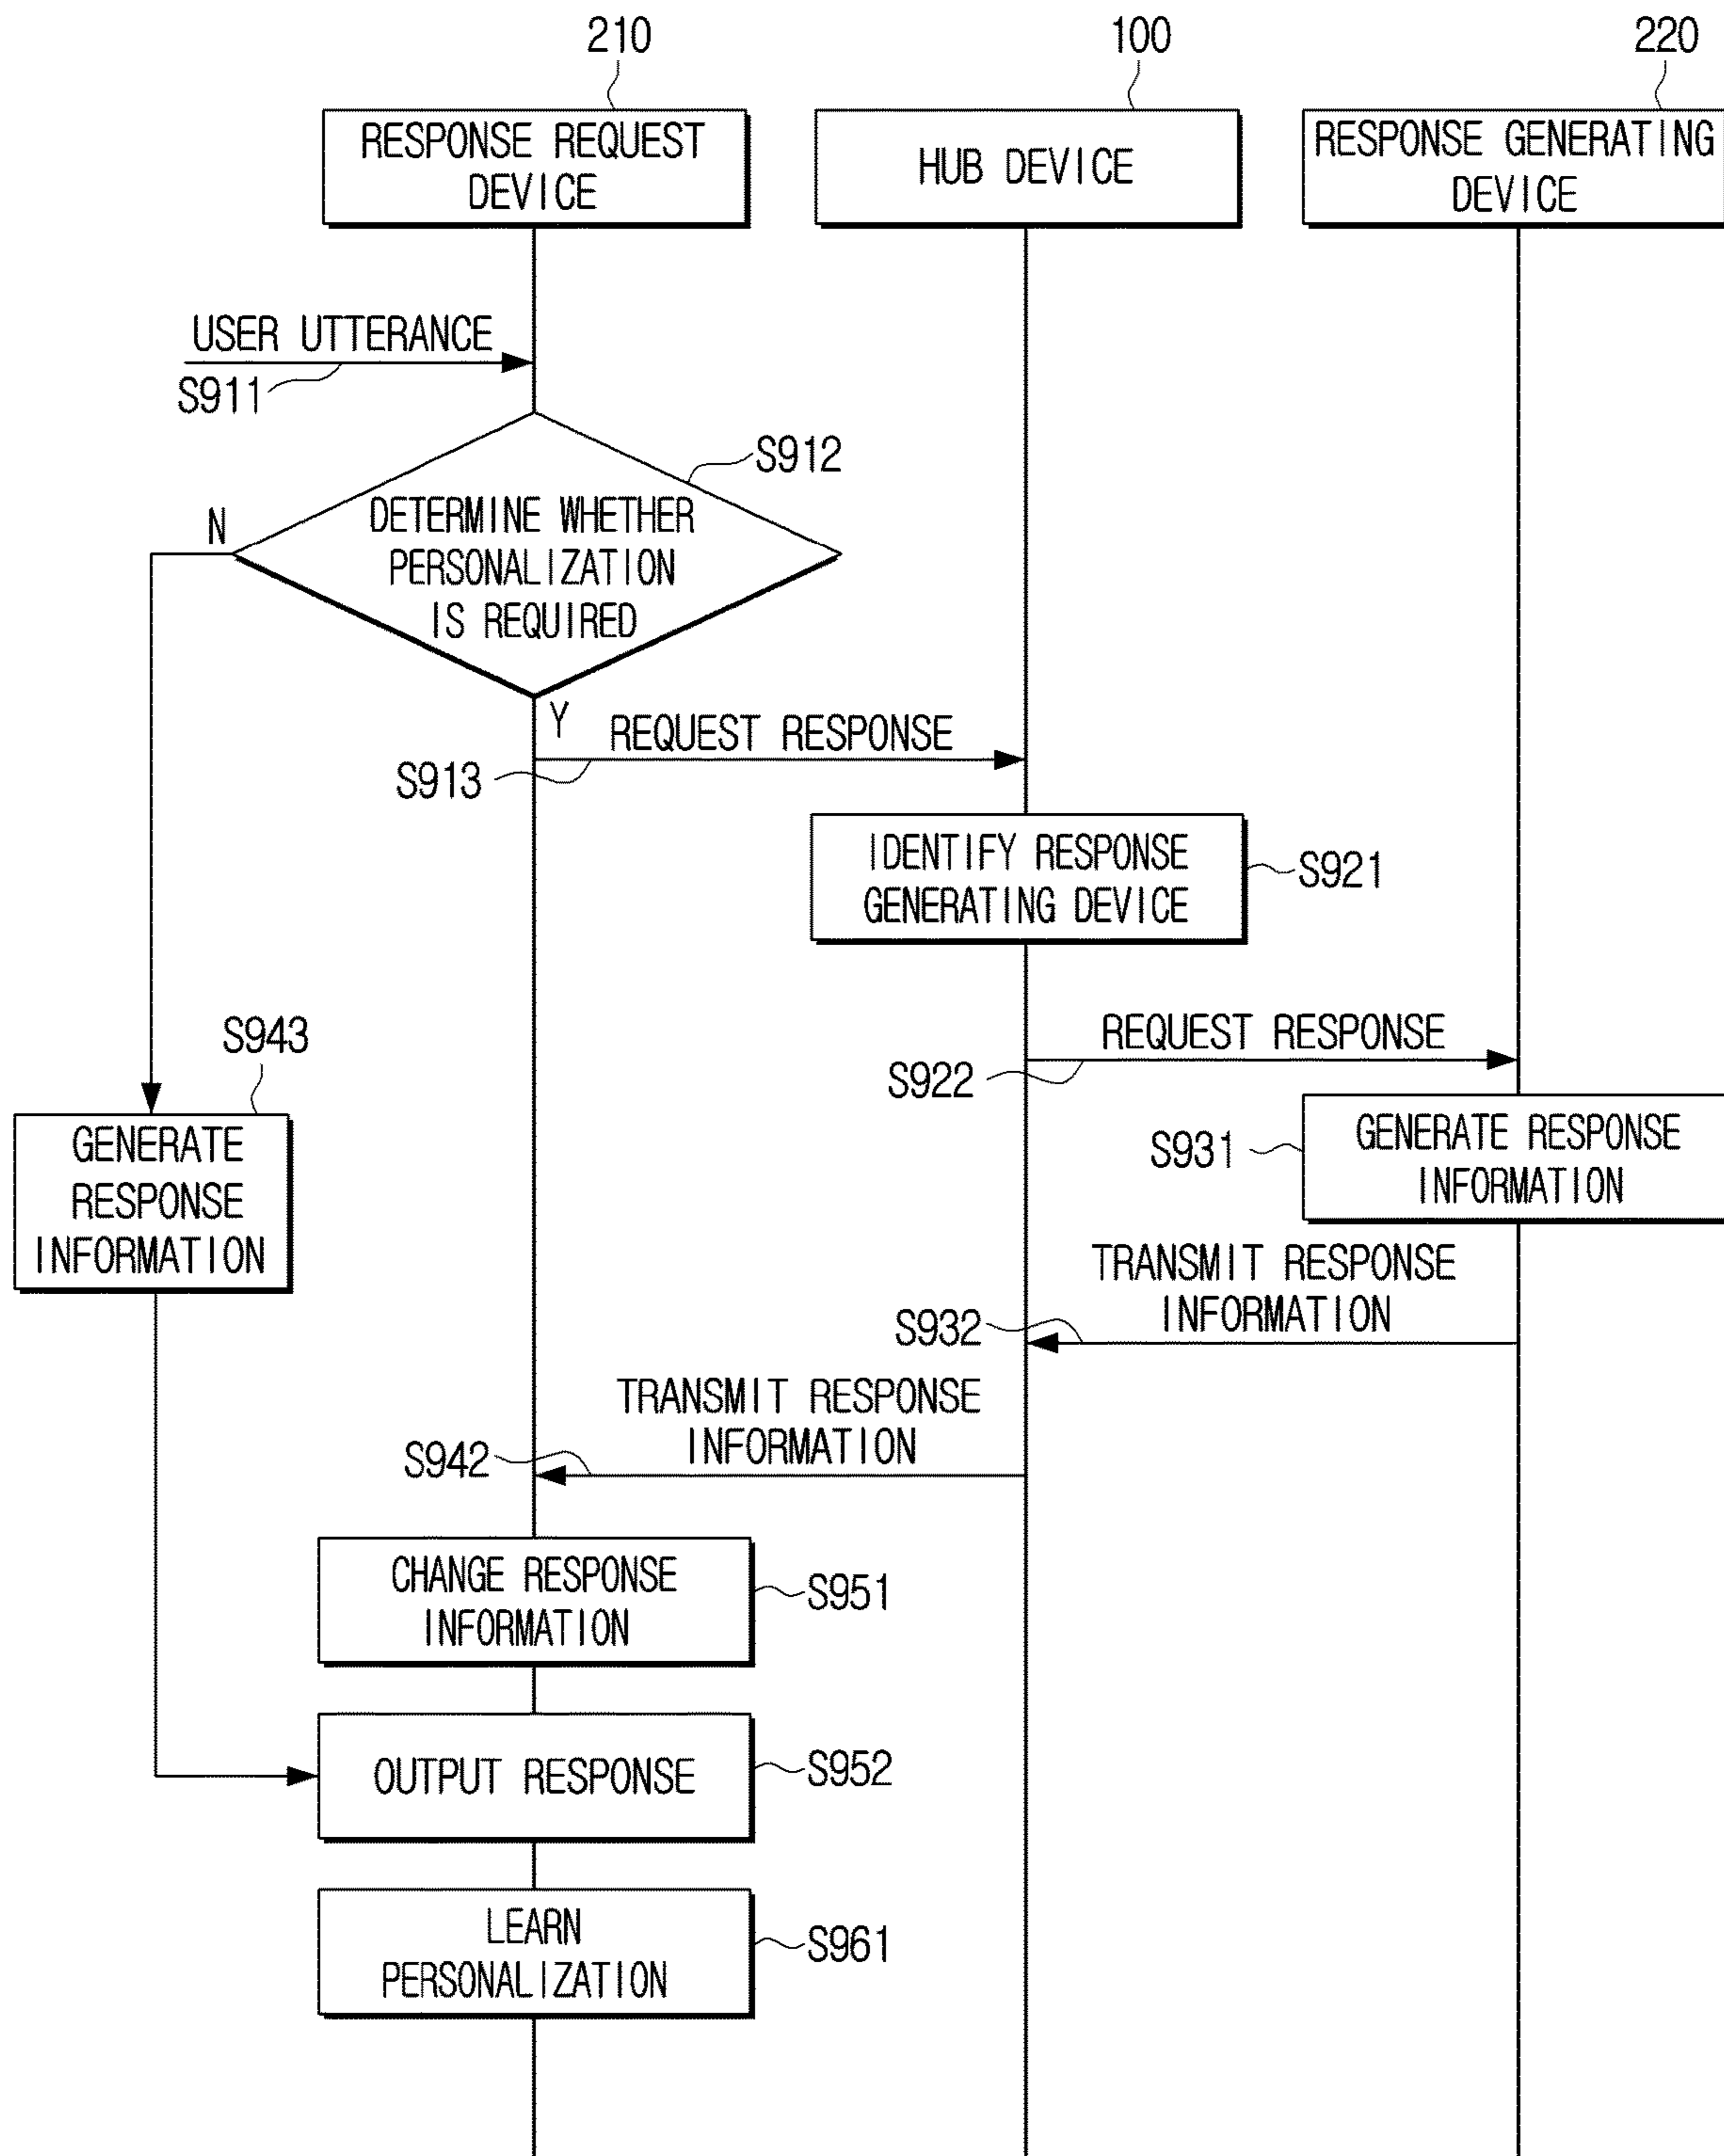 210
100
220
RESPONSE REQUEST
DEVICE
HUB DEVICE
RESPONSE GENERATING
DEVICE
USER UTTERANCE
S911
S912
N
DETERMINE WHETHER
PERSONALIZATION
IS REQUIRED
Y
REQUEST RESPONSE
S913
IDENTIFY RESPONSE
GENERATING DEVICE
S921
REQUEST RESPONSE
S922
S943
GENERATE
RESPONSE
INFORMATION
S931
GENERATE RESPONSE
INFORMATION
TRANSMIT RESPONSE
INFORMATION
S932
TRANSMIT RESPONSE
INFORMATION
S942
CHANGE RESPONSE
INFORMATION
S951
OUTPUT RESPONSE
S952
LEARN
PERSONALIZATION
S961